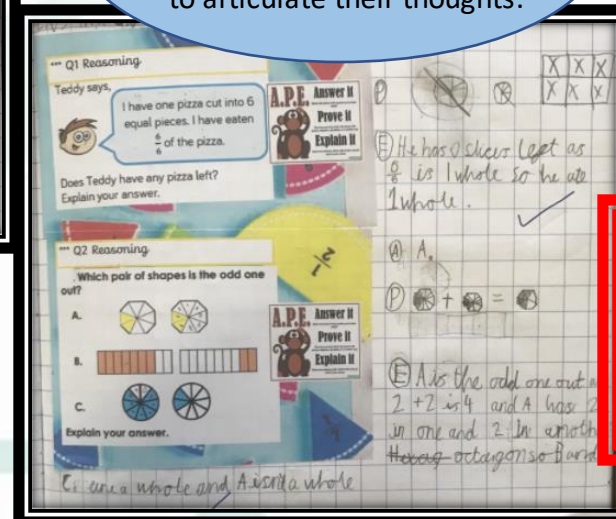 to articulate their thoughts.
*** Q1 Reasoning
Teddy says,
I have one pizza cut into 6
equal pieces. I have eaten
6/6 of the pizza.
Does Teddy have any pizza left?
Explain your answer.
A.P.E. Answer it
Prove it
Explain it
P
X X X
X X X
E He has 0 slices left as
is 1 whole so he ate
1 whole.
*** Q2 Reasoning
Which pair of shapes is the odd one
out?
A.
B.
C.
Explain your answer.
1/2
A.P.E. Answer it
Prove it
Explain it
A A.
P + =
E A is the odd one out
2 + 2 is 4 and A has 2
in one and 2 in
octagon so B and
C. are a whole and A isn't a whole